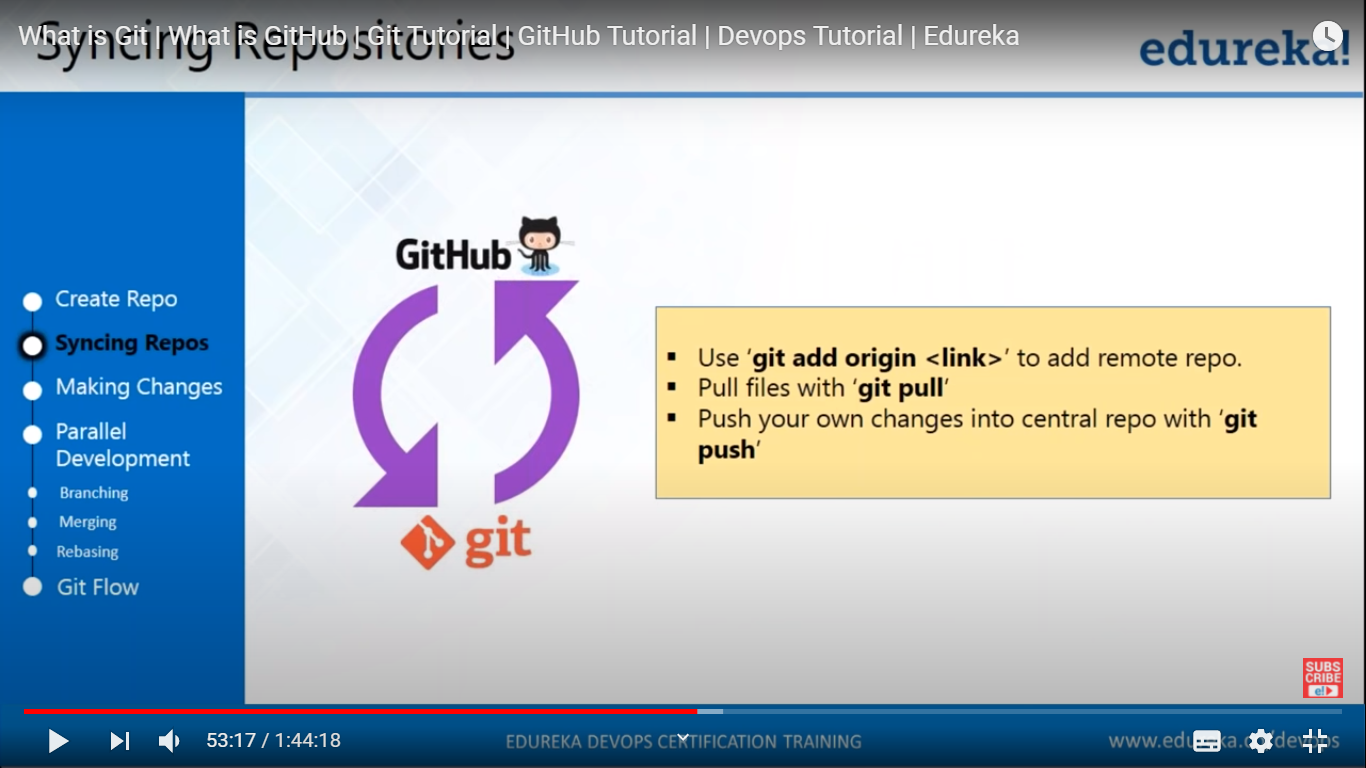 What is Git | What is GitHub | Git Tutorial | GitHub Tutorial | Devops Tutorial | Edureka
Syncing Repositories
edureka!
Create Repo
Syncing Repos
Making Changes
Parallel
Development
Branching
Merging
Rebasing
Git Flow
GitHub
git
▪ Use ‘git add origin <link>’ to add remote repo.
▪ Pull files with ‘git pull’
▪ Push your own changes into central repo with ‘git
push’
SUBS
CRIBE
e!
53:17 / 1:44:18
EDUREKA DEVOPS CERTIFICATION TRAINING
www.edureka.co/devops